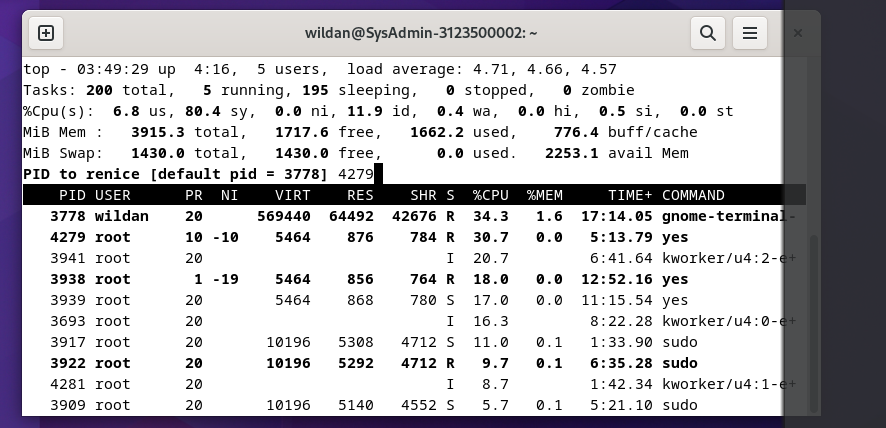 wildan@SysAdmin-3123500002: ~
top - 03:49:29 up  4:16,  5 users,  load average: 4.71, 4.66, 4.57
Tasks: 200 total,   5 running, 195 sleeping,   0 stopped,   0 zombie
%Cpu(s):  6.8 us, 80.4 sy,  0.0 ni, 11.9 id,  0.4 wa,  0.0 hi,  0.5 si,  0.0 st
MiB Mem :   3915.3 total,   1717.6 free,   1662.2 used,    776.4 buff/cache
MiB Swap:   1430.0 total,   1430.0 free,      0.0 used.   2253.1 avail Mem
PID to renice [default pid = 3778] 4279
    PID USER      PR  NI    VIRT    RES    SHR S  %CPU  %MEM     TIME+ COMMAND
   3778 wildan    20      569440  64492  42676 R  34.3   1.6  17:14.05 gnome-terminal-
   4279 root      10 -10    5464    876    784 R  30.7   0.0   5:13.79 yes
   3941 root      20                           I  20.7         6:41.64 kworker/u4:2-e+
   3938 root       1 -19    5464    856    764 R  18.0   0.0  12:52.16 yes
   3939 root      20        5464    868    780 S  17.0   0.0  11:15.54 yes
   3693 root      20                           I  16.3         8:22.28 kworker/u4:0-e+
   3917 root      20       10196   5308   4712 S  11.0   0.1   1:33.90 sudo
   3922 root      20       10196   5292   4712 R   9.7   0.1   6:35.28 sudo
   4281 root      20                           I   8.7         1:42.34 kworker/u4:1-e+
   3909 root      20       10196   5140   4552 S   5.7   0.1   5:21.10 sudo